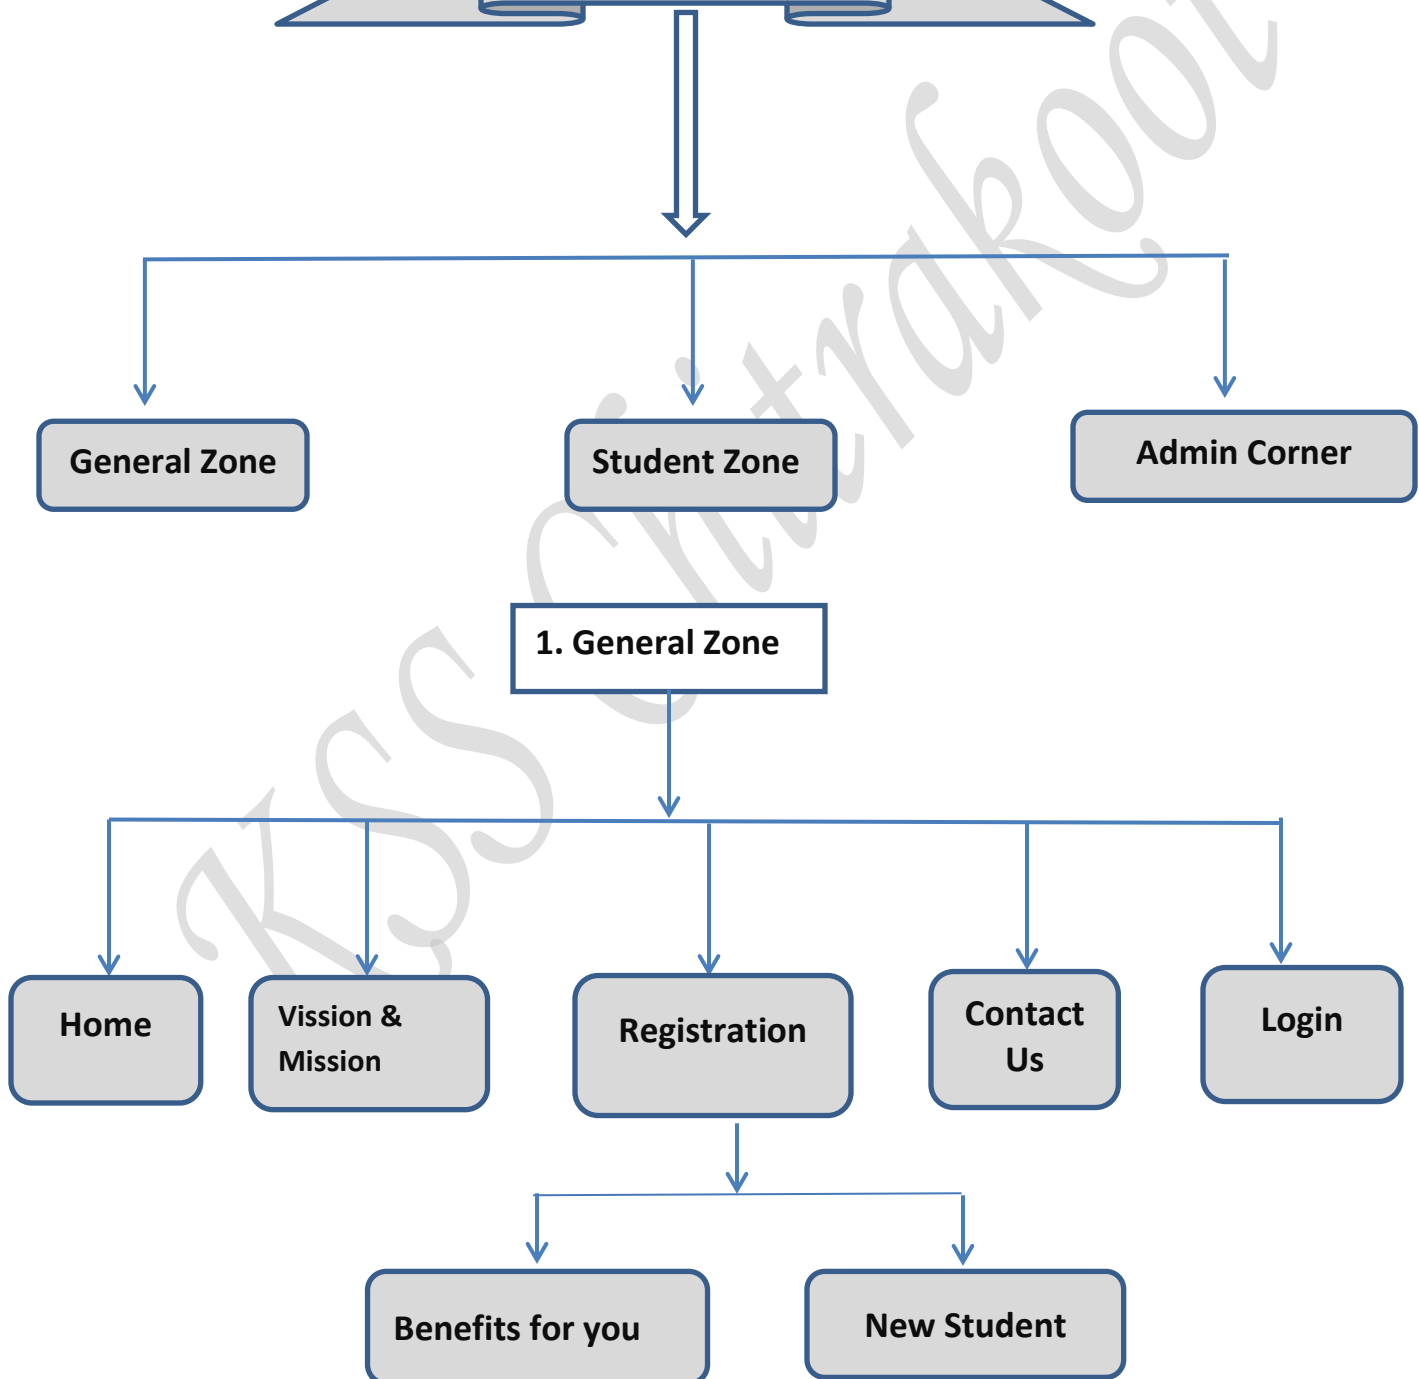 General Zone
Student Zone
Admin Corner
1. General Zone
Home
Vission &
Mission
Registration
Contact
Us
Login
Benefits for you
New Student
KSS Chitrakoot